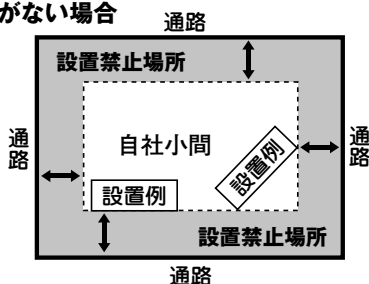 がない場合
通路
設置禁止場所
通路
自社小間
通路
設置例
設置例
設置禁止場所
通路